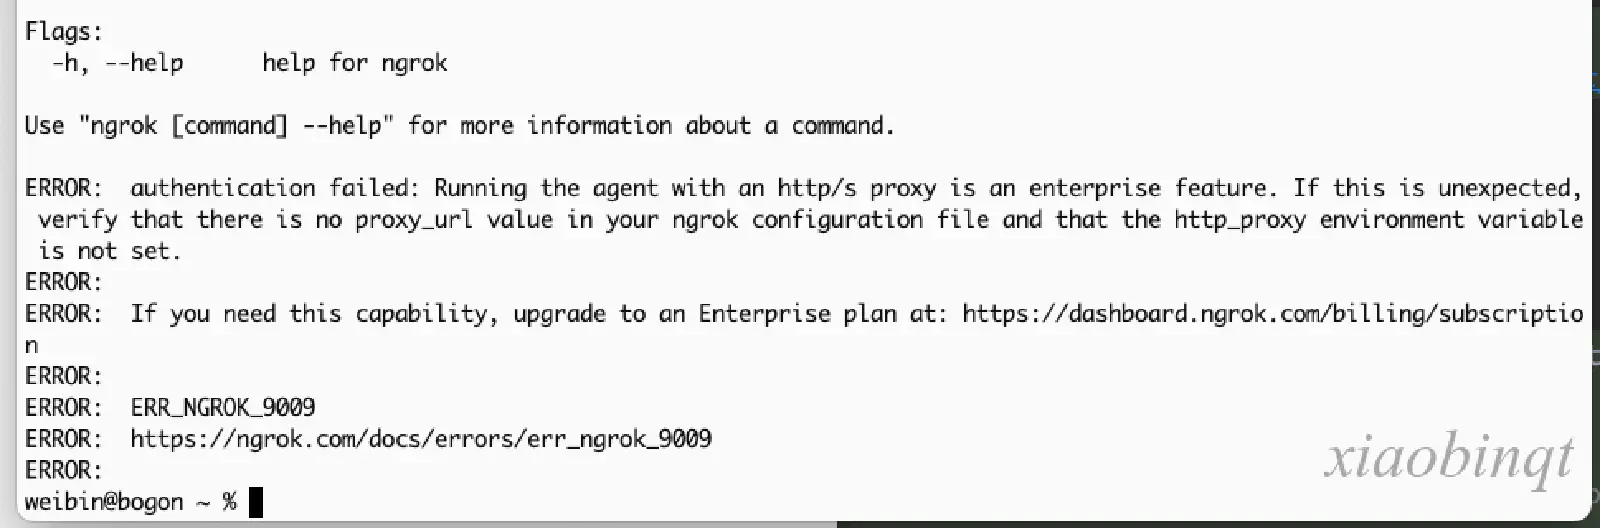 Flags:
  -h, --help      help for ngrok
Use "ngrok [command] --help" for more information about a command.
ERROR:  authentication failed: Running the agent with an http/s proxy is an enterprise feature. If this is unexpected,
 verify that there is no proxy_url value in your ngrok configuration file and that the http_proxy environment variable
 is not set.
ERROR:
ERROR:  If you need this capability, upgrade to an Enterprise plan at: https://dashboard.ngrok.com/billing/subscriptio
n
ERROR:
ERROR:  ERR_NGROK_9009
ERROR:  https://ngrok.com/docs/errors/err_ngrok_9009
ERROR:
weibin@bogon ~ %
xiaobinqt